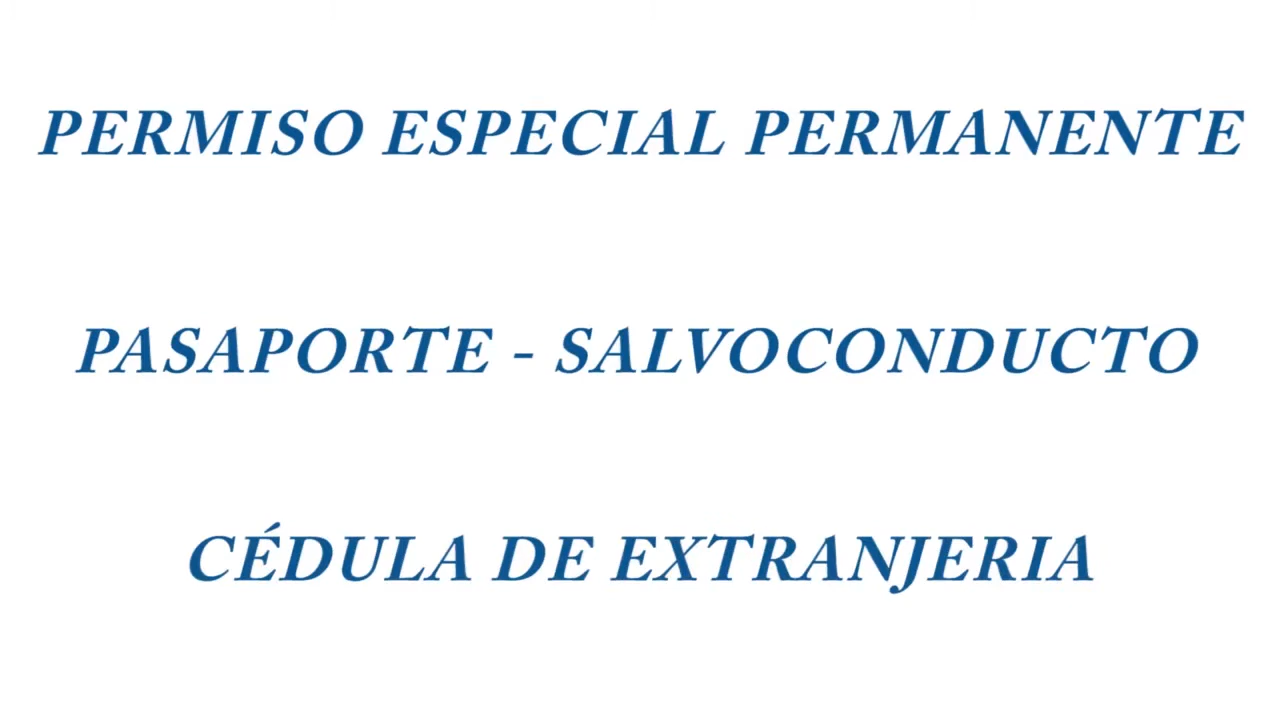 PERMISO ESPECIAL PERMANENTE
PASAPORTE - SALVOCONDUCTO
CÉDULA DE EXTRANJERIA